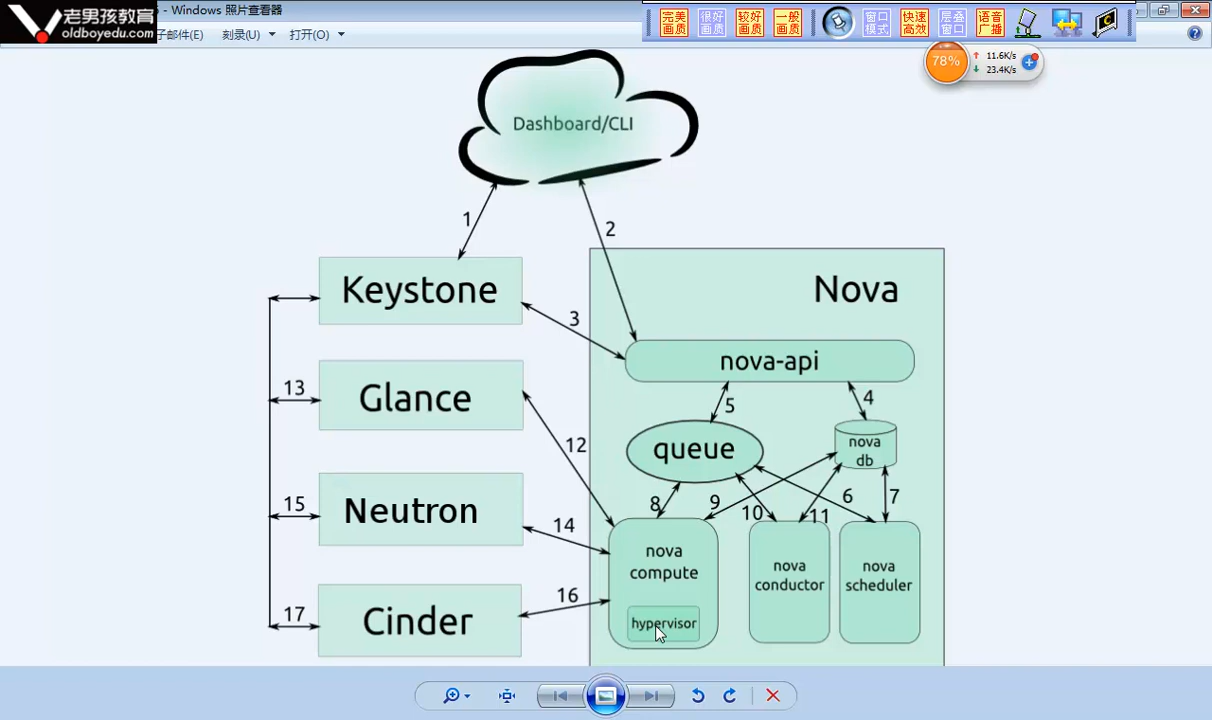 老男孩教育
oldboyedu.com
- Windows 照片查看器
子邮件(E)
刻录(U)
打开(O)
完美画质
很好画质
较好画质
一般画质
窗口模式
快速高效
层叠窗口
语音广播
78%
11.6K/s
23.4K/s
Dashboard/CLI
1
2
Keystone
Nova
3
nova-api
13
Glance
5
4
12
queue
nova
db
8
9
10
11
6
7
15
Neutron
14
nova
compute
nova
conductor
nova
scheduler
17
Cinder
16
hypervisor